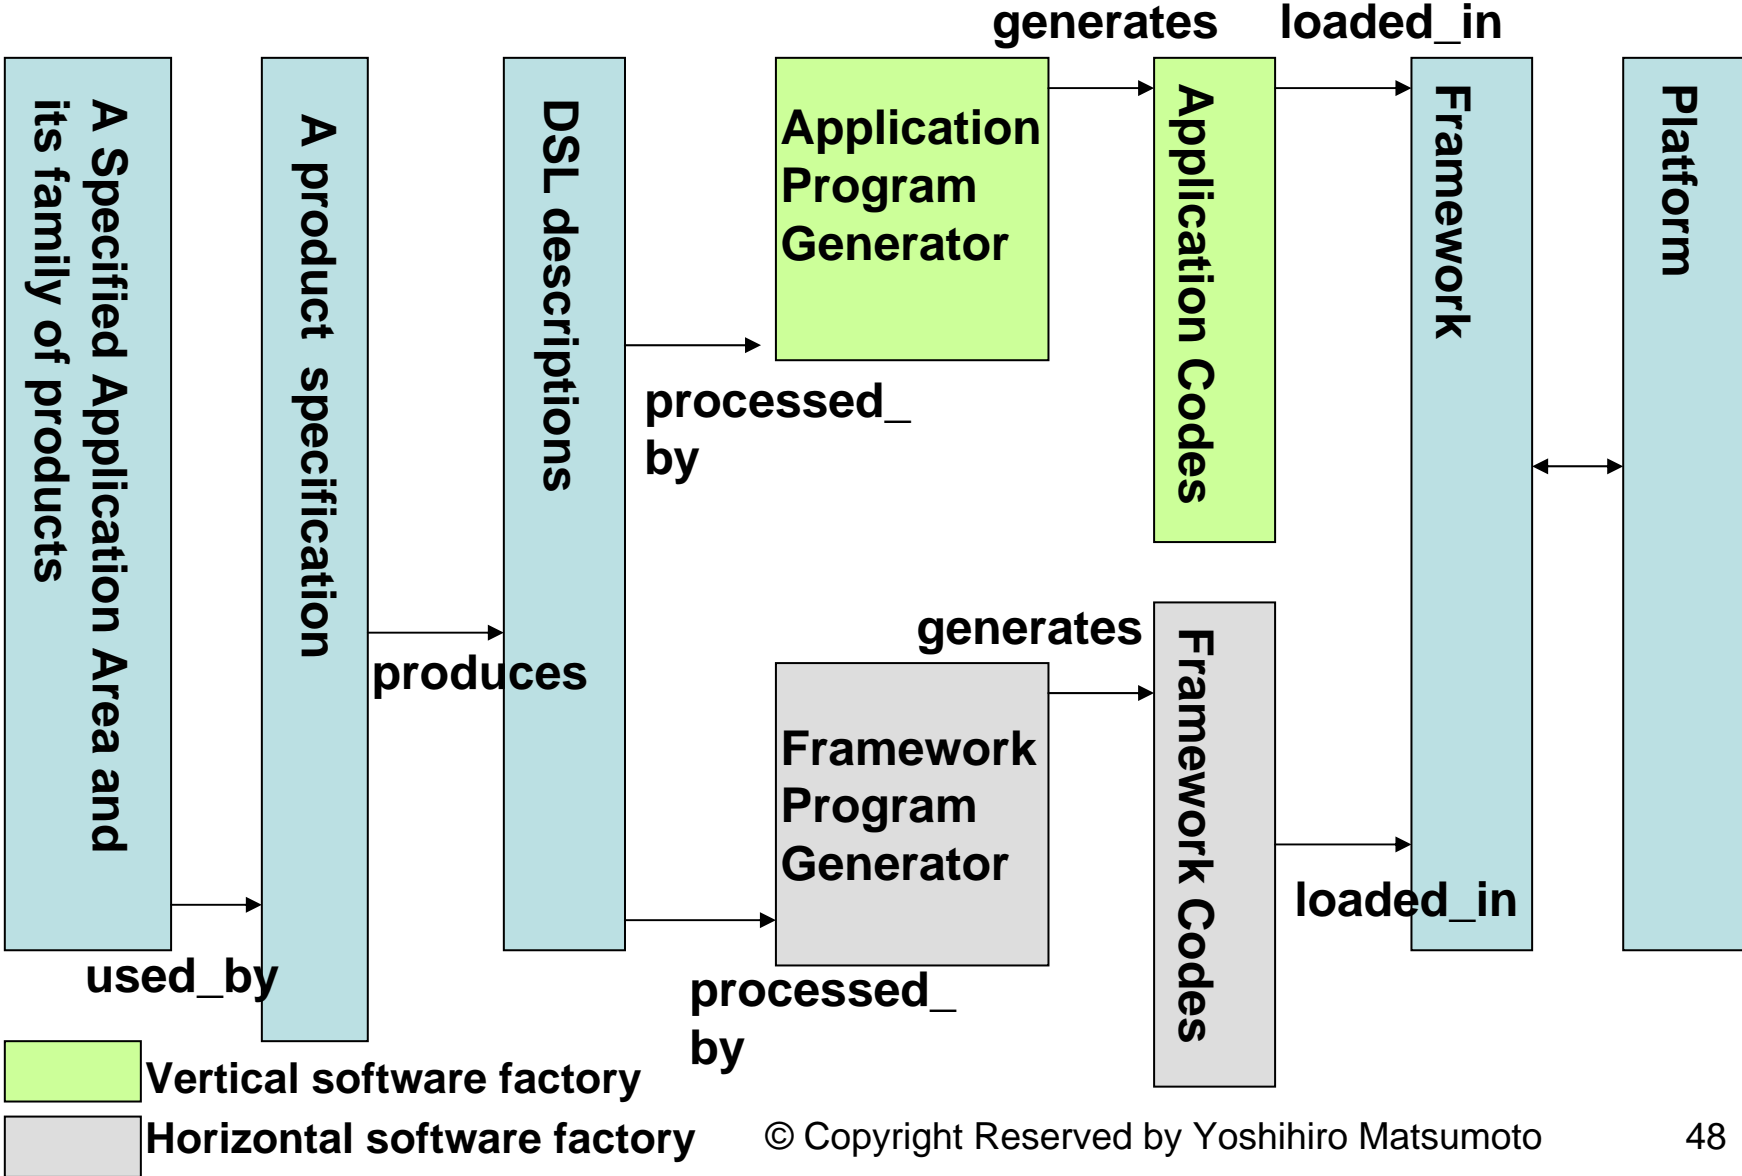 generates
loaded_in
A Specified Application Area and
its family of products
A product specification
DSL descriptions
Application
Program
Generator
Application Codes
Framework
Platform
processed_
by
produces
generates
Framework
Program
Generator
Framework Codes
loaded_in
used_by
processed_
by
Vertical software factory
Horizontal software factory
© Copyright Reserved by Yoshihiro Matsumoto
48